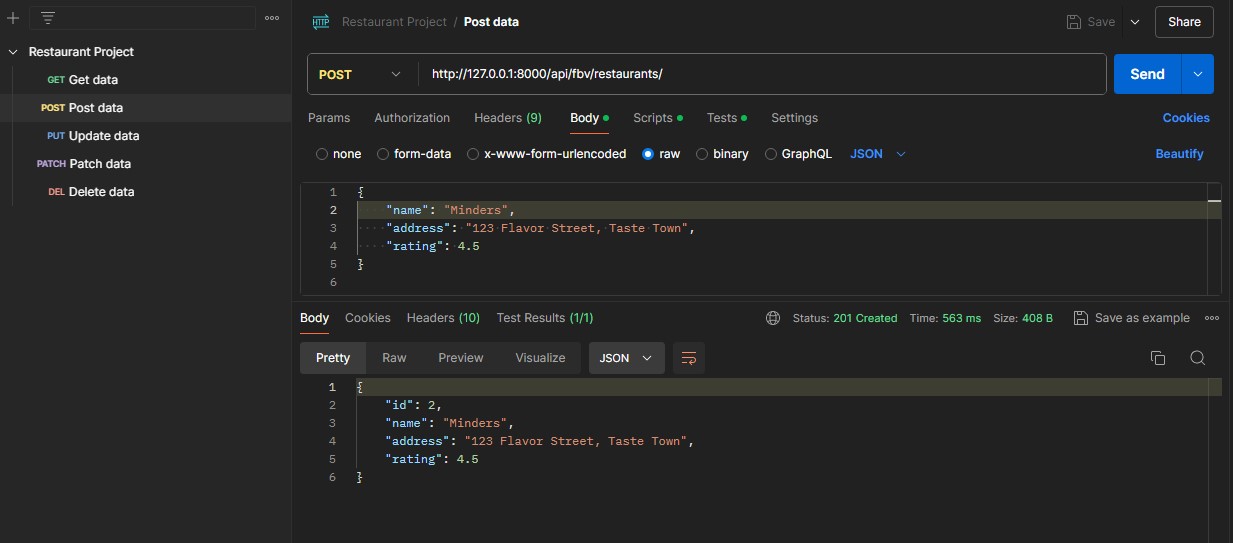 Restaurant Project
GET Get data
POST Post data
PUT Update data
PATCH Patch data
DEL Delete data
HTTP Restaurant Project / Post data
Save
Share
POST http://127.0.0.1:8000/api/fbv/restaurants/
Send
Params Authorization Headers (9) Body Scripts Tests Settings Cookies
none form-data x-www-form-urlencoded raw binary GraphQL JSON Beautify
1 {
2 "name": "Minders",
3 "address": "123 Flavor Street, Taste Town",
4 "rating": 4.5
5 }
6
Body Cookies Headers (10) Test Results (1/1) Status: 201 Created Time: 563 ms Size: 408 B Save as example
Pretty Raw Preview Visualize JSON
1 {
2 "id": 2,
3 "name": "Minders",
4 "address": "123 Flavor Street, Taste Town",
5 "rating": 4.5
6 }